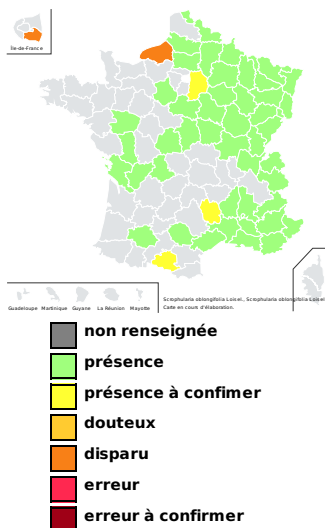 Île-de-France
Guadeloupe Martinique Guyane La Réunion Mayotte
Scrophularia oblongifolia Loisel., Scrophularia oblongifolia Loisel
Carte en cours d'élaboration.
non renseignée
présence
présence à confimer
douteux
disparu
erreur
erreur à confirmer